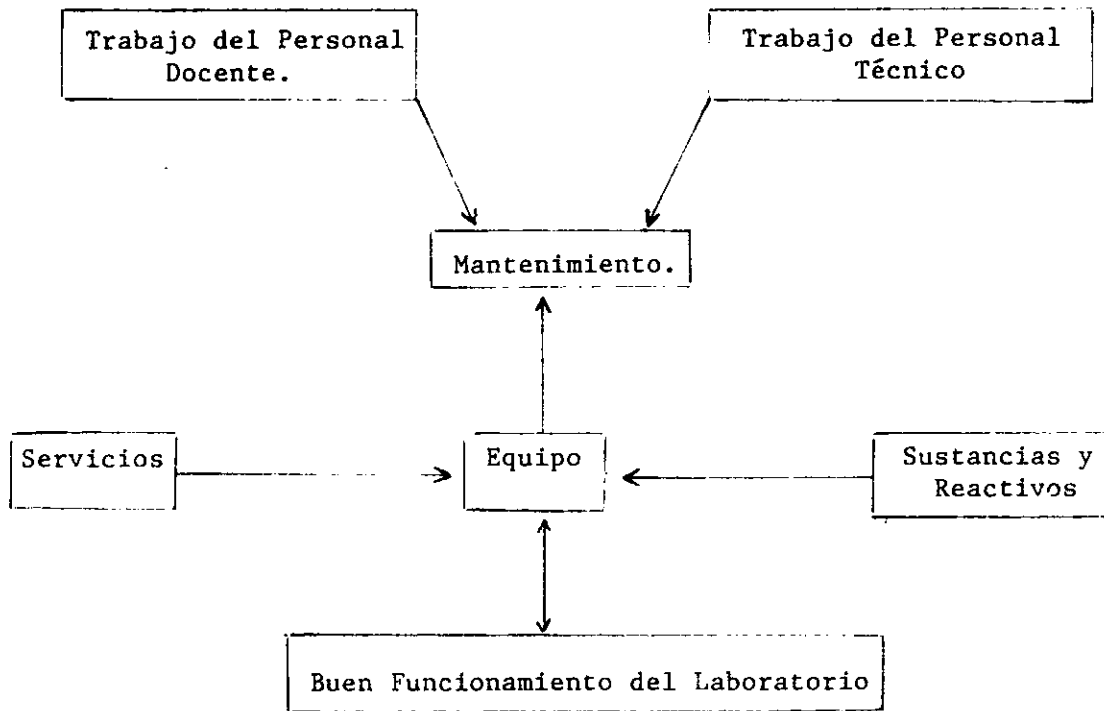 Trabajo del Personal
Docente.
Trabajo del Personal
Técnico
Mantenimiento.
Servicios
Equipo
Sustancias y
Reactivos
Buen Funcionamiento del Laboratorio